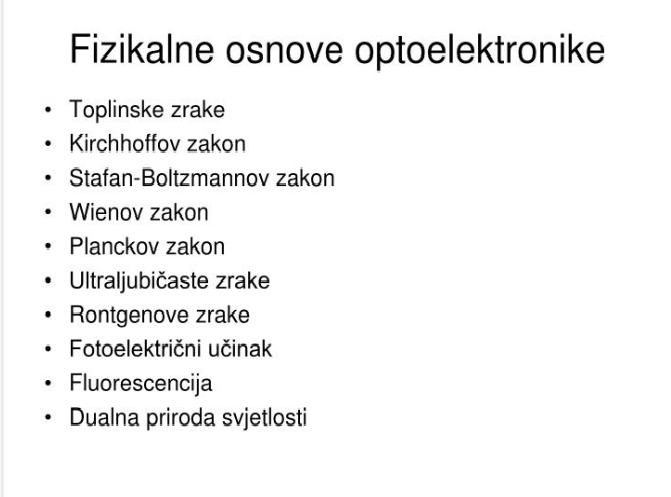 Fizikalne osnove optoelektronike
• Toplinske zrake
• Kirchhoffov zakon
• Stafan-Boltzmannov zakon
• Wienov zakon
• Planckov zakon
• Ultraljubičaste zrake
• Rontgenove zrake
• Fotoelektrični učinak
• Fluorescencija
• Dualna priroda svjetlosti